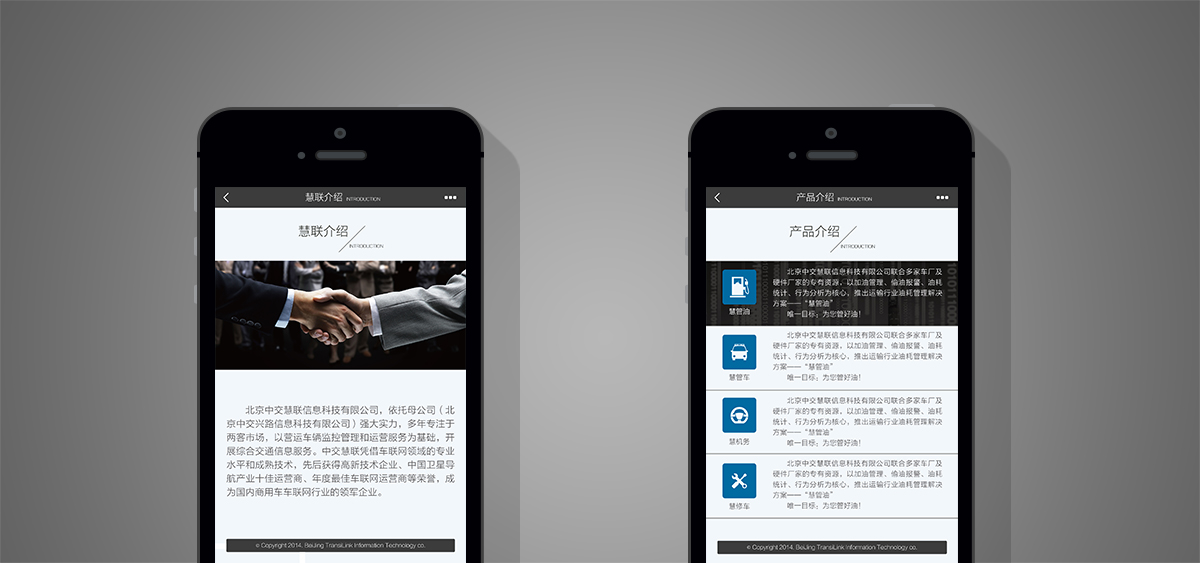 慧联介绍 INTRODUCTION
慧联介绍
INTRODUCTION
北京中交慧联信息科技有限公司，依托母公司（北
京中交兴路信息科技有限公司）强大实力，多年专注于
两客市场，以营运车辆监控管理和运营服务为基础，开
展综合交通信息服务。中交慧联凭借车联网领域的专业
水平和成熟技术，先后获得高新技术企业、中国卫星导
航产业十佳运营商、年度最佳车联网运营商等荣誉，成
为国内商用车车联网行业的领军企业。
© Copyright 2014. BeiJing TransiLink Information Technology co.
产品介绍 INTRODUCTION
产品介绍
INTRODUCTION
慧管油
北京中交慧联信息科技有限公司联合多家车厂及
硬件厂家的专有资源，以加油管理、偷油报警、油耗
统计、行为分析为核心，推出运输行业油耗管理解决
方案——“慧管油”
唯一目标：为您管好油！
慧管车
北京中交慧联信息科技有限公司联合多家车厂及
硬件厂家的专有资源，以加油管理、偷油报警、油耗
统计、行为分析为核心，推出运输行业油耗管理解决
方案——“慧管油”
唯一目标：为您管好油！
慧机务
北京中交慧联信息科技有限公司联合多家车厂及
硬件厂家的专有资源，以加油管理、偷油报警、油耗
统计、行为分析为核心，推出运输行业油耗管理解决
方案——“慧管油”
唯一目标：为您管好油！
慧修车
北京中交慧联信息科技有限公司联合多家车厂及
硬件厂家的专有资源，以加油管理、偷油报警、油耗
统计、行为分析为核心，推出运输行业油耗管理解决
方案——“慧管油”
唯一目标：为您管好油！
© Copyright 2014. BeiJing TransiLink Information Technology co.